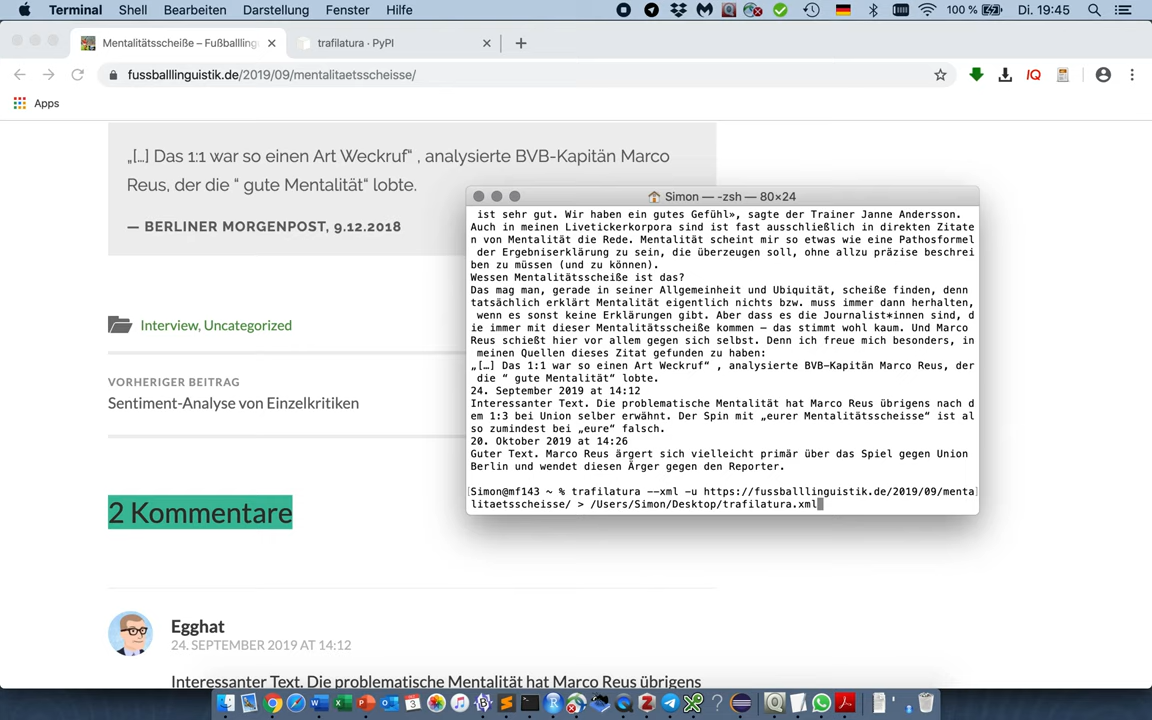 Terminal Shell Bearbeiten Darstellung Fenster Hilfe 100 % Di. 19:45
Mentalitätsscheiße – Fußballling
trafilatura · PyPI
fussballlinguistik.de/2019/09/mentalitaetsscheisse/
IQ
Apps
„[…] Das 1:1 war so einen Art Weckruf“ , analysierte BVB-Kapitän Marco
Reus, der die “ gute Mentalität“ lobte.
— BERLINER MORGENPOST, 9.12.2018
Interview, Uncategorized
VORHERIGER BEITRAG
Sentiment-Analyse von Einzelkritiken
2 Kommentare
Egghat
24. SEPTEMBER 2019 AT 14:12
Interessanter Text. Die problematische Mentalität hat Marco Reus übrigens
Simon — -zsh — 80×24
ist sehr gut. Wir haben ein gutes Gefühl», sagte der Trainer Janne Andersson.
Auch in meinen Livetickerkorpora sind ist fast ausschließlich in direkten Zitate
n von Mentalität die Rede. Mentalität scheint mir so etwas wie eine Pathosformel
der Ergebniserklärung zu sein, die überzeugen soll, ohne allzu präzise beschrei
ben zu müssen (und zu können).
Wessen Mentalitätsscheiße ist das?
Das mag man, gerade in seiner Allgemeinheit und Ubiquität, scheiße finden, denn
tatsächlich erklärt Mentalität eigentlich nichts bzw. muss immer dann herhalten,
wenn es sonst keine Erklärungen gibt. Aber dass es die Journalist*innen sind, d
ie immer mit dieser Mentalitätsscheiße kommen – das stimmt wohl kaum. Und Marco
Reus schießt hier vor allem gegen sich selbst. Denn ich freue mich besonders, in
meinen Quellen dieses Zitat gefunden zu haben:
„[…] Das 1:1 war so einen Art Weckruf“ , analysierte BVB-Kapitän Marco Reus, der
die “ gute Mentalität“ lobte.
24. September 2019 at 14:12
Interessanter Text. Die problematische Mentalität hat Marco Reus übrigens nach d
em 1:3 bei Union selber erwähnt. Der Spin mit „eurer Mentalitätsscheisse“ ist al
so zumindest bei „eure“ falsch.
20. Oktober 2019 at 14:26
Guter Text. Marco Reus ärgert sich vielleicht primär über das Spiel gegen Union
Berlin und wendet diesen Ärger gegen den Reporter.
[Simon@mf143 ~ % trafilatura --xml -u https://fussballlinguistik.de/2019/09/menta]
litaetsscheisse/ > /Users/Simon/Desktop/trafilatura.xml